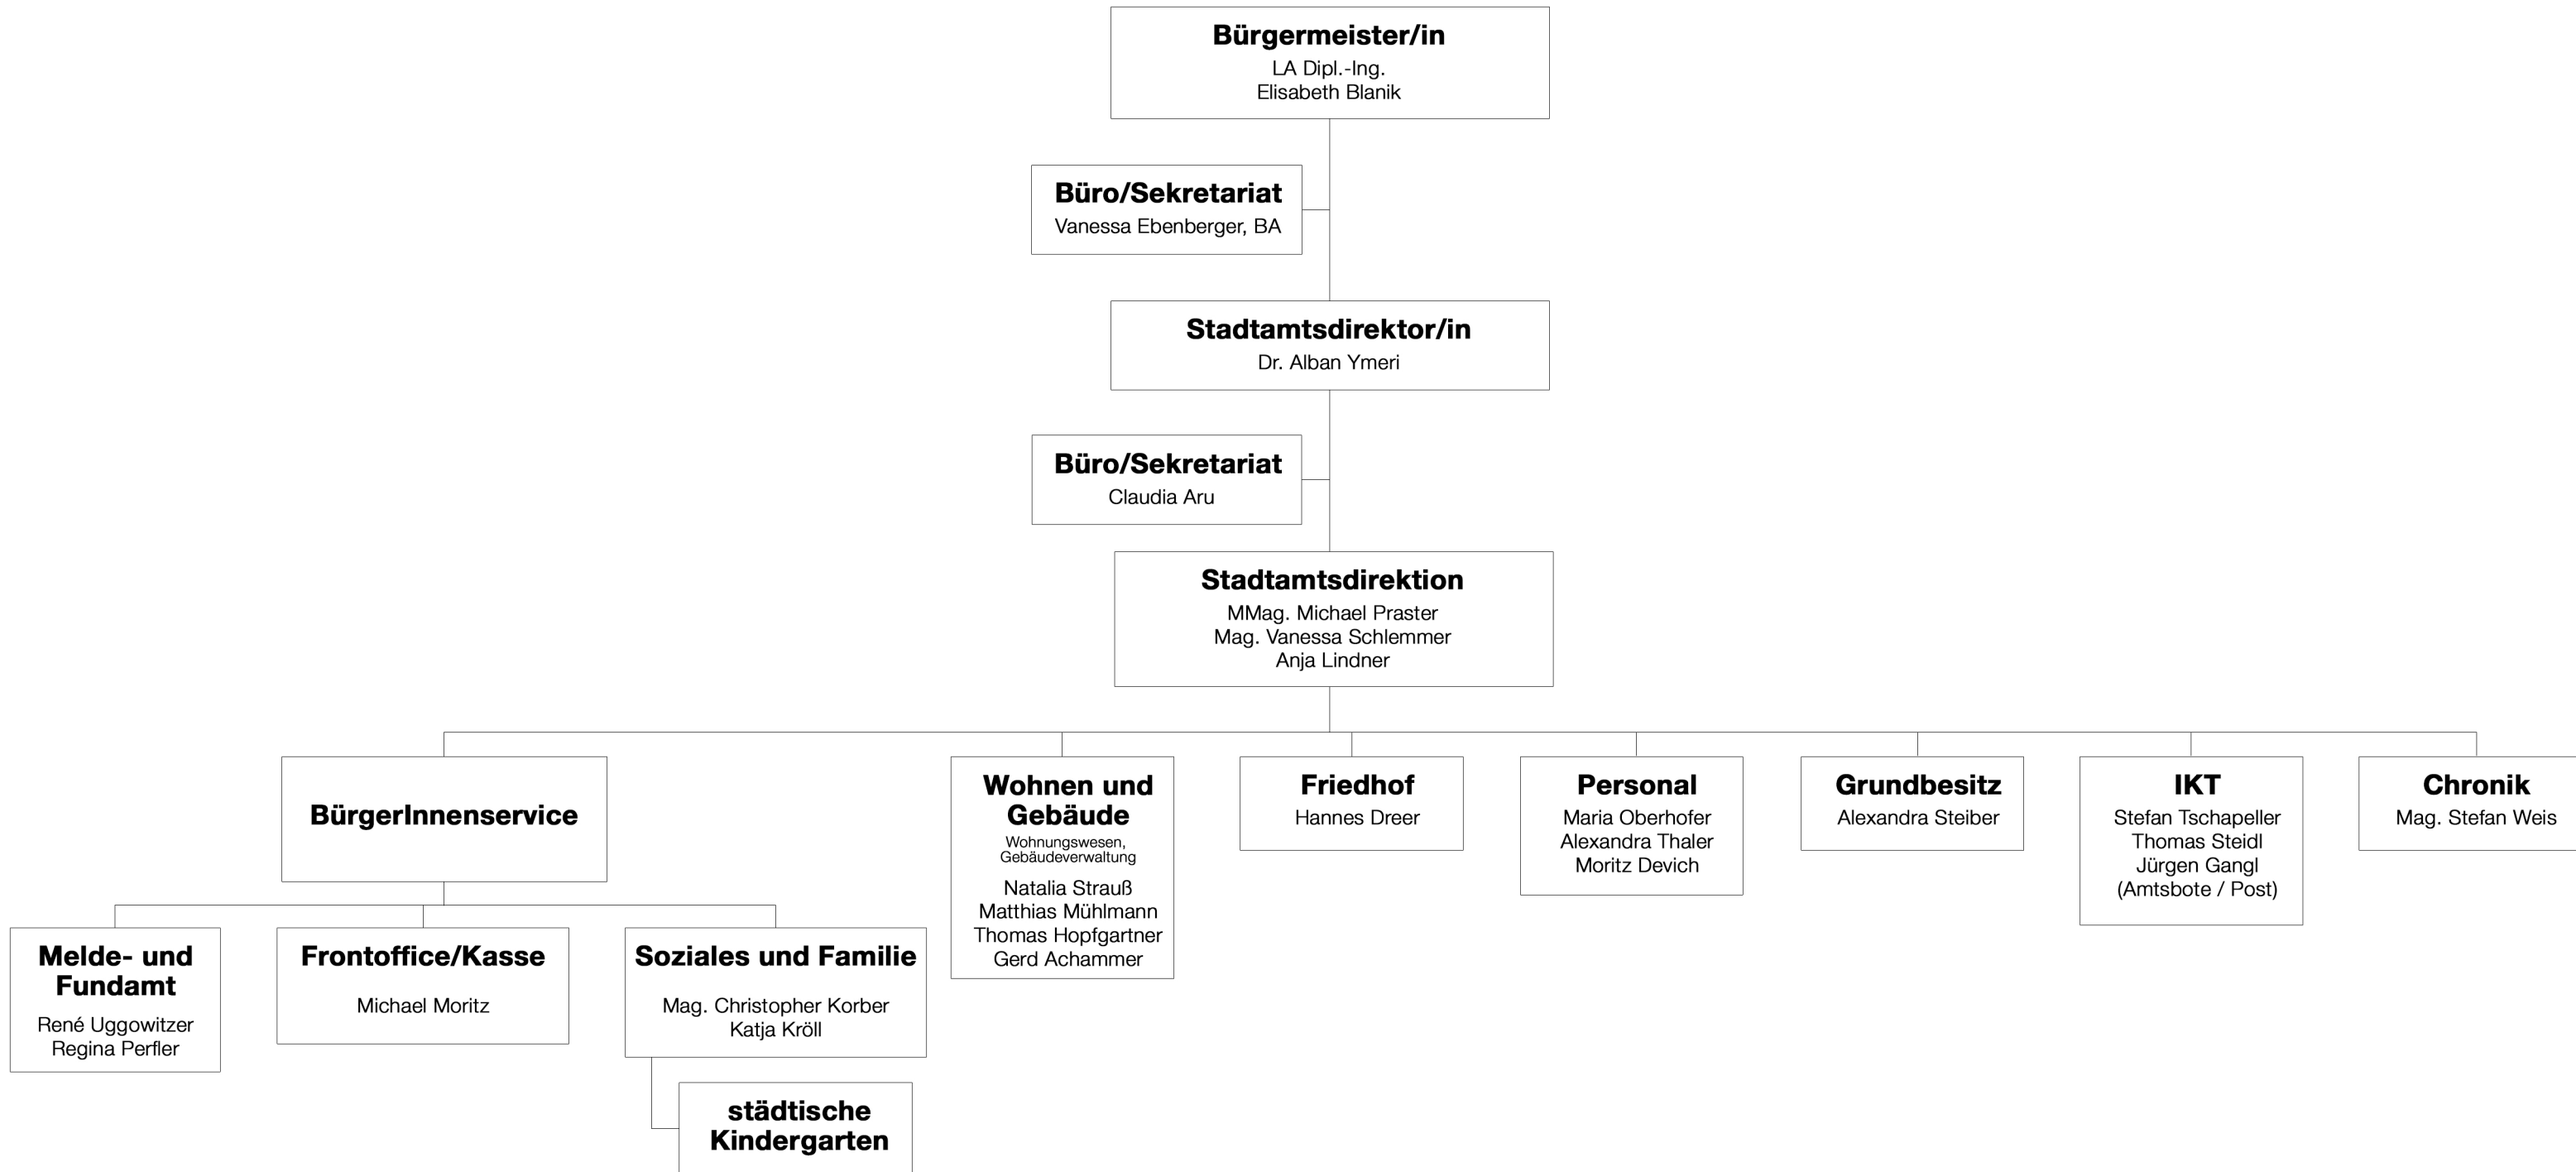 Bürgermeister/in
LA Dipl.-Ing.
Elisabeth Blanik
Büro/Sekretariat
Vanessa Ebenberger, BA
Stadtamtsdirektor/in
Dr. Alban Ymeri
Büro/Sekretariat
Claudia Aru
Stadtamtsdirektion
MMag. Michael Praster
Mag. Vanessa Schlemmer
Anja Lindner
BürgerInnenservice
Melde- und
Fundamt
René Uggowitzer
Regina Perfler
Frontoffice/Kasse
Michael Moritz
Soziales und Familie
Mag. Christopher Korber
Katja Kröll
städtische
Kindergarten
Wohnen und
Gebäude
Wohnungswesen,
Gebäudeverwaltung
Natalia Strauß
Matthias Mühlmann
Thomas Hopfgartner
Gerd Achammer
Friedhof
Hannes Dreer
Personal
Maria Oberhofer
Alexandra Thaler
Moritz Devich
Grundbesitz
Alexandra Steiber
IKT
Stefan Tschapeller
Thomas Steidl
Jürgen Gangl
(Amtsbote / Post)
Chronik
Mag. Stefan Weis